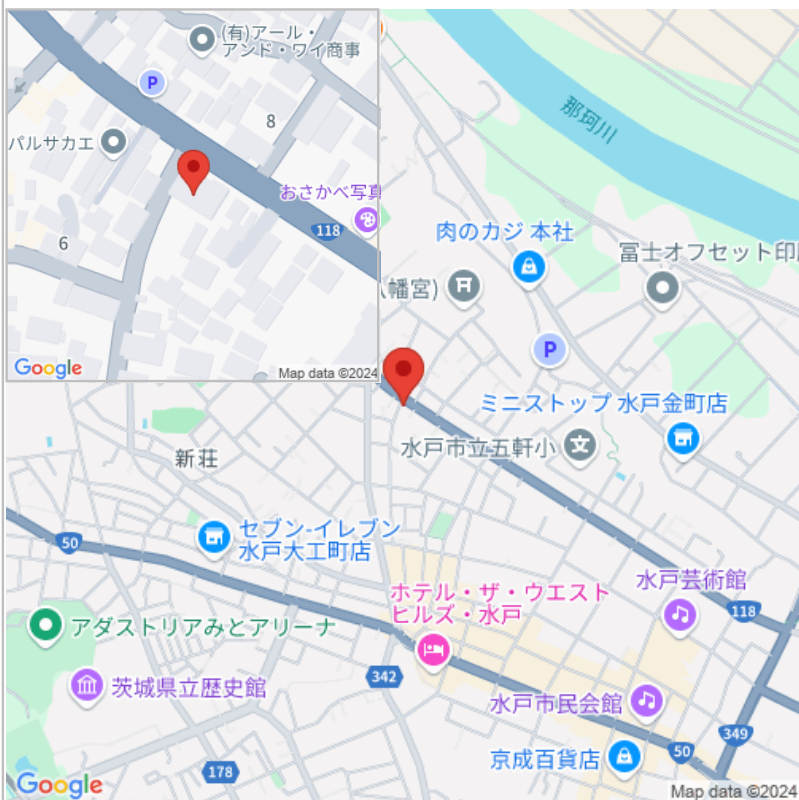 (有)アール・
アンド・ワイ商事
P
8
パルサカエ
おさかべ写真
118
6
Google
Map data ©2024
那珂川
肉のカジ 本社
冨士オフセット印
八幡宮)
P
ミニストップ 水戸金町店
水戸市立五軒小
文
新荘
50
セブン-イレブン
水戸大工町店
ホテル・ザ・ウエスト
ヒルズ・水戸
水戸芸術館
118
アダストリアみとアリーナ
342
茨城県立歴史館
水戸市民会館
349
50
京成百貨店
178
Google
Map data ©2024